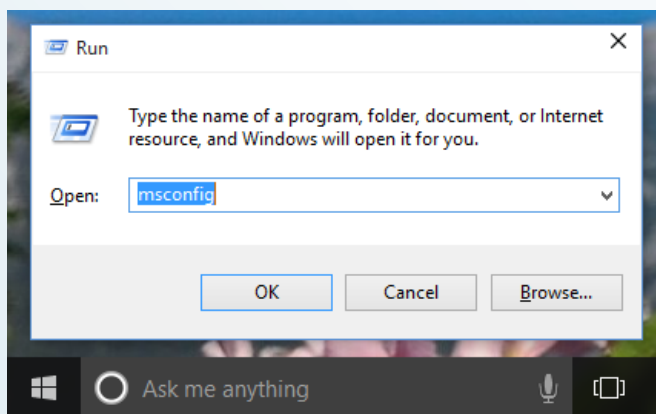 Run
Type the name of a program, folder, document, or Internet
resource, and Windows will open it for you.
Open: msconfig
OK Cancel Browse...
Ask me anything